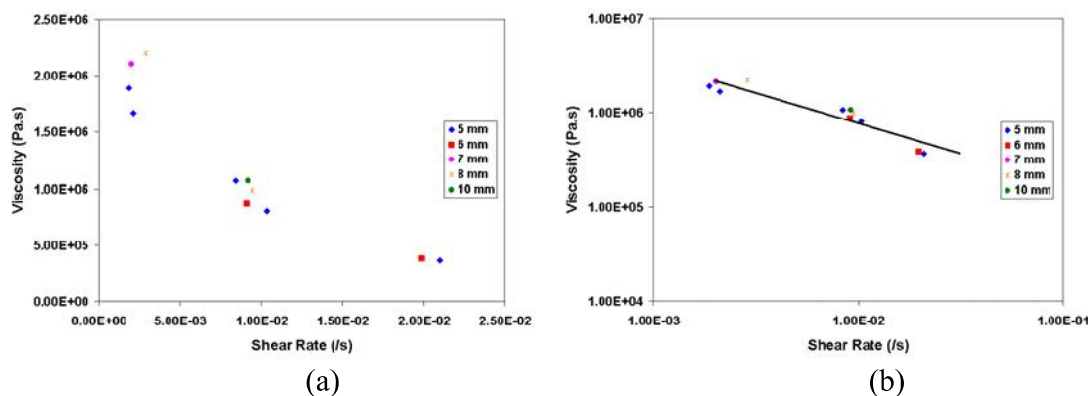 2.50E+06
2.00E+06
1.50E+06
1.00E+06
5.00E+05
0.00E+00
Viscosity (Pa.s)
0.00E+00 5.00E-03 1.00E-02 1.50E-02 2.00E-02 2.50E-02
Shear Rate (/s)
5 mm
6 mm
7 mm
8 mm
10 mm
(a)
1.00E+07
1.00E+06
1.00E+05
1.00E+04
Viscosity (Pa.s)
1.00E-03 1.00E-02 1.00E-01
Shear Rate (/s)
5 mm
6 mm
7 mm
8 mm
10 mm
(b)